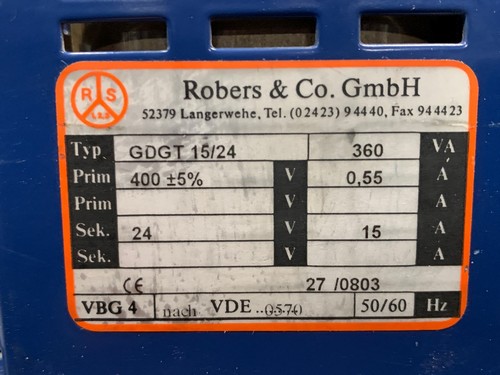 R S
Robers & Co. GmbH
52379 Langerwehe, Tel. (02423) 94440, Fax 944423
Typ GDGT 15/24 360 VA
Prim 400 ±5% V 0,55 A
Prim V A
Sek. 24 V 15 A
Sek. V A
CE 27 /0803
VBG 4 nach VDE ..0570 50/60 Hz